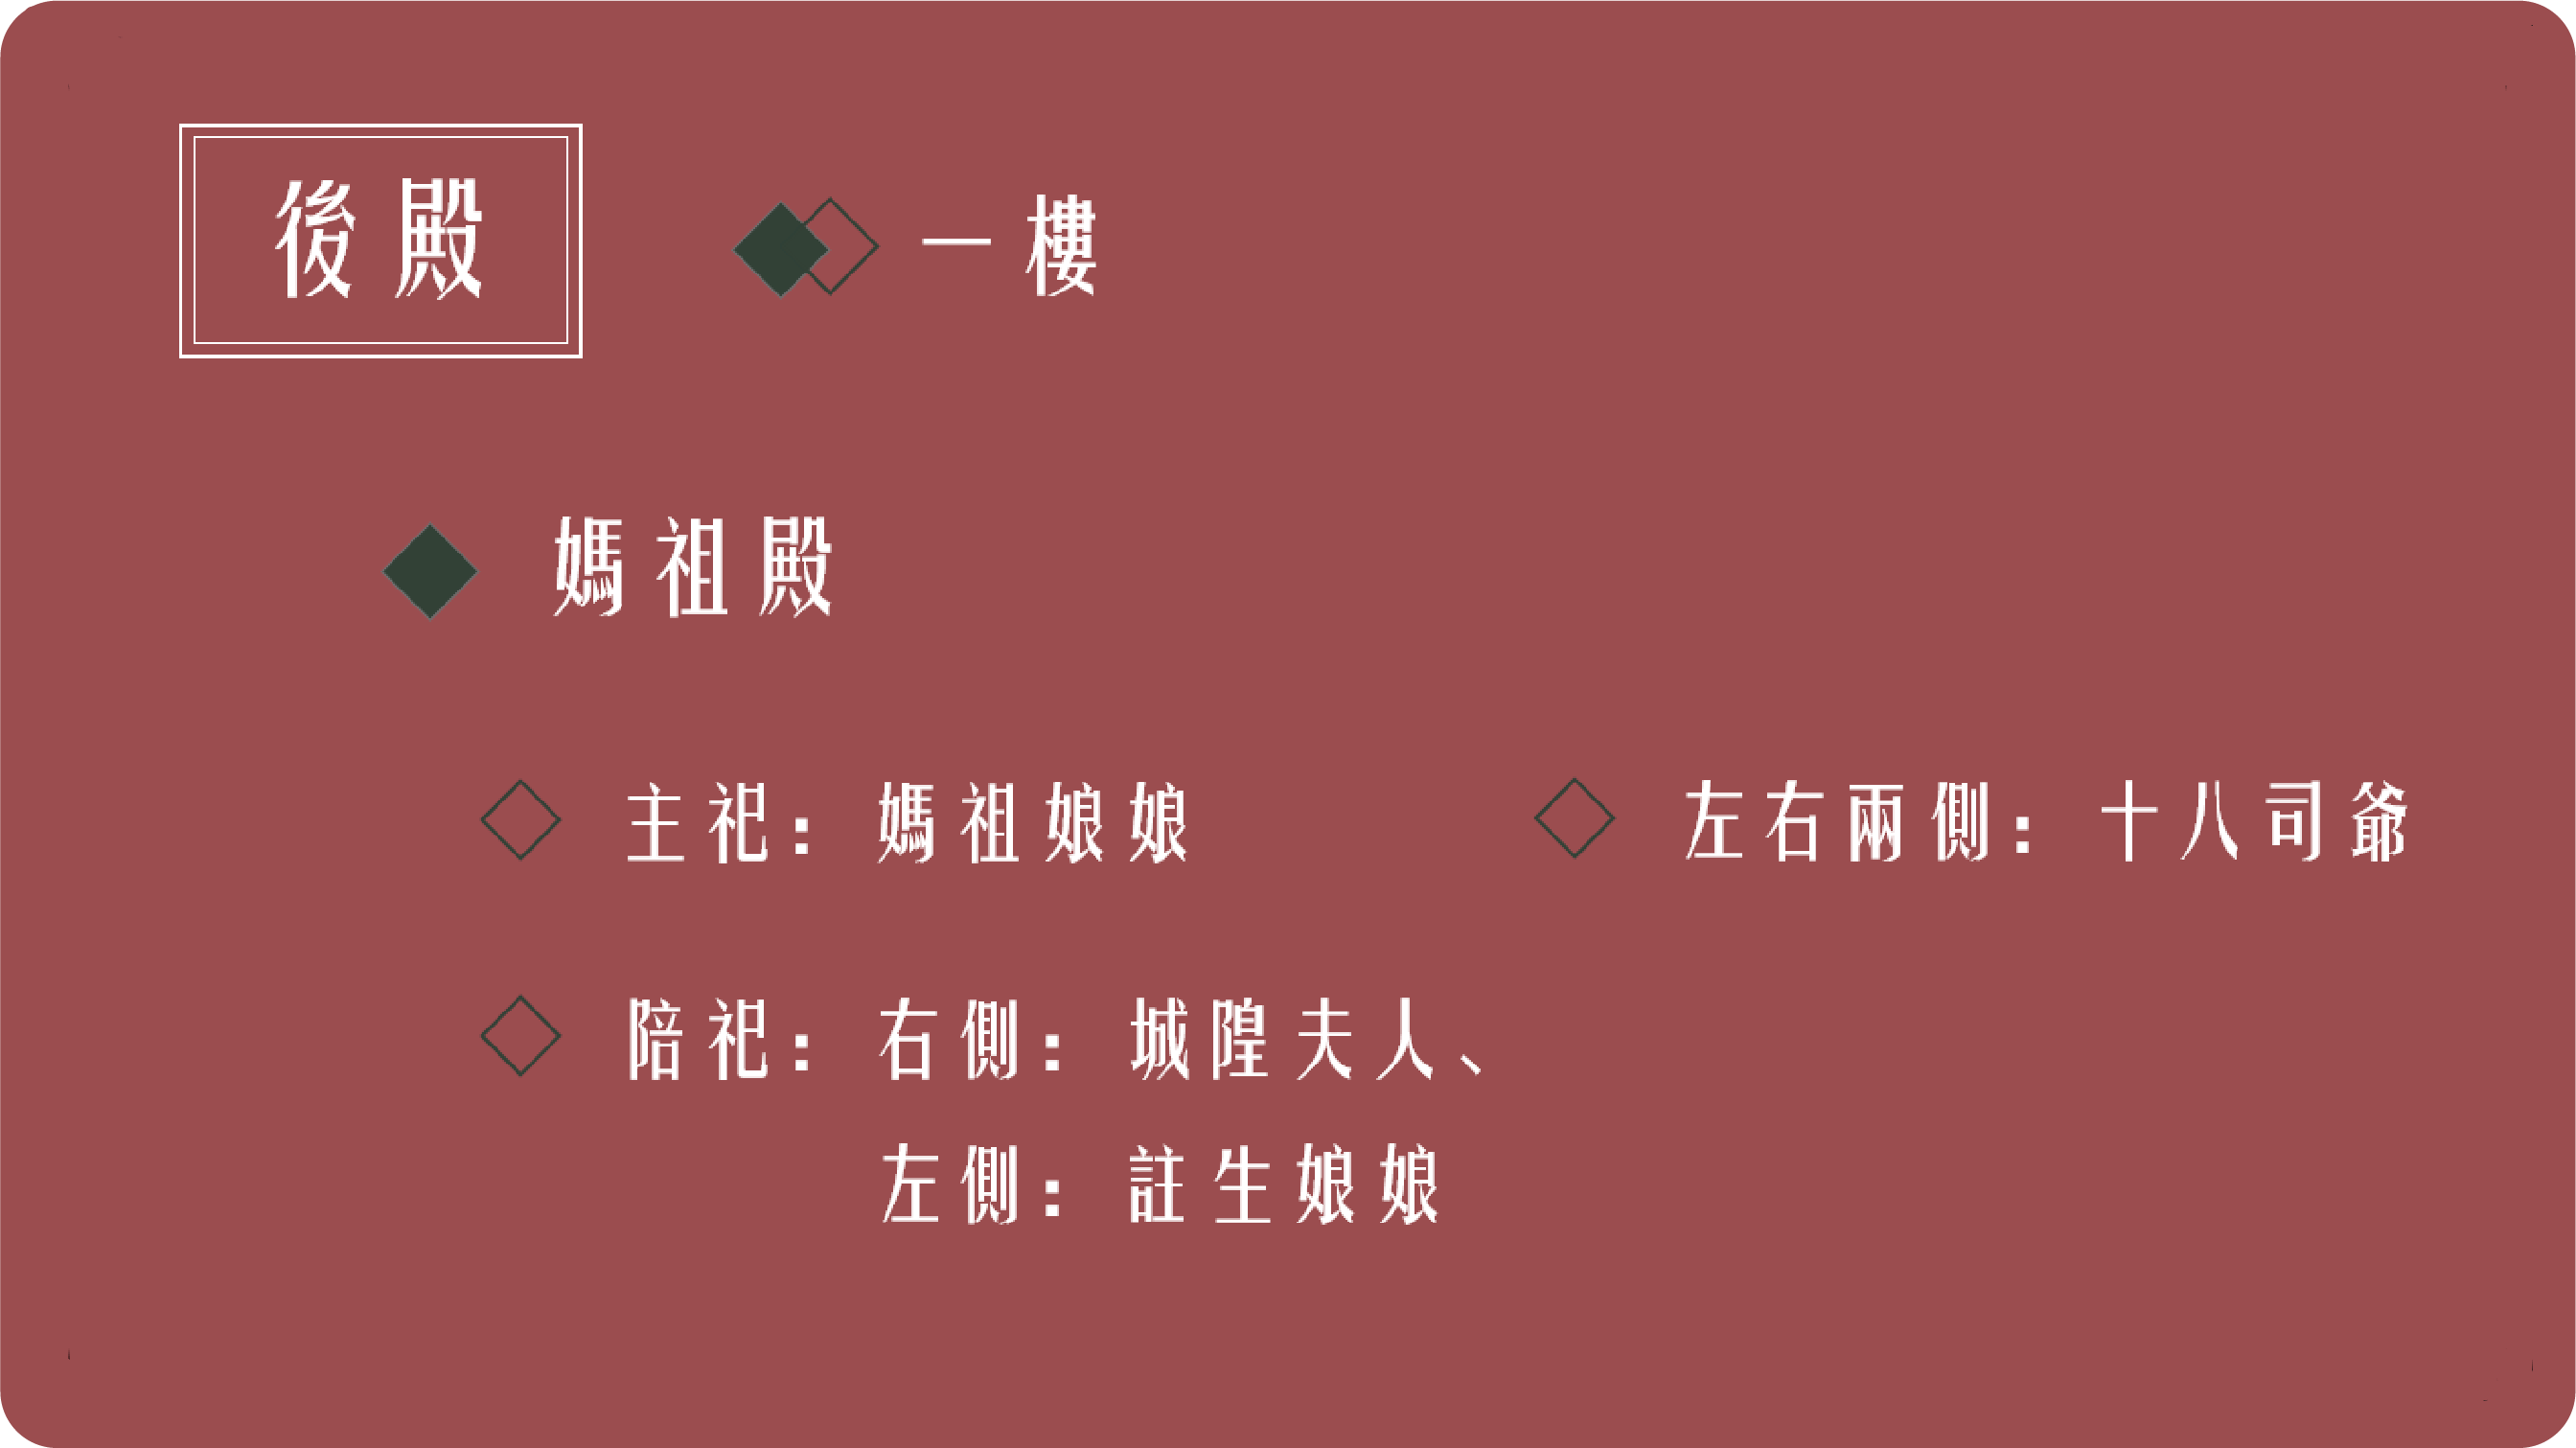 後殿
一樓
媽祖殿
主祀：媽祖娘娘
左右兩側：十八司爺
陪祀：右側：城隍夫人、
左側：註生娘娘